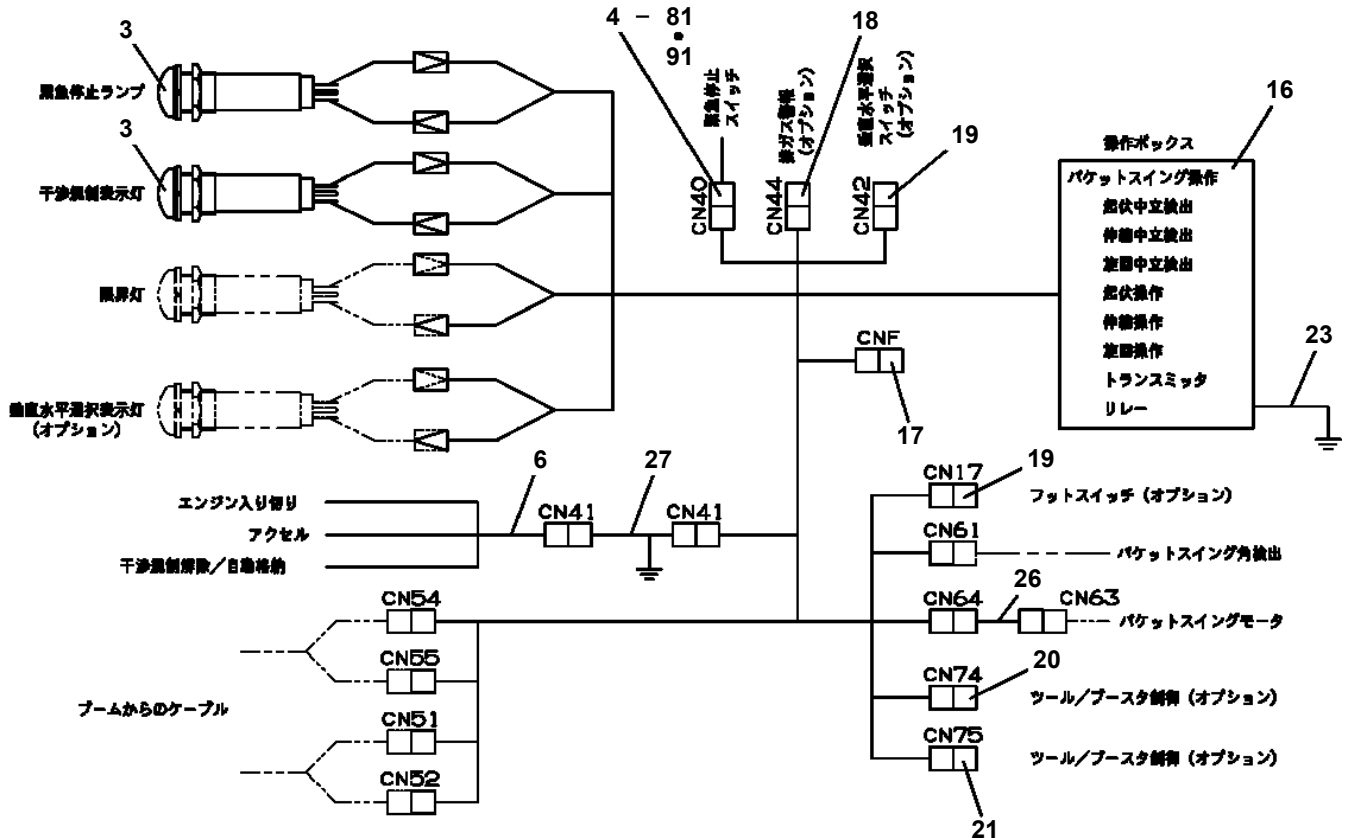 3
4 - 81
・
91
18
緊急停止ランプ
緊急停止
スイッチ
排ガス警報
(オプション)
垂直水平選択
スイッチ
(オプション)
16
操作ボックス
3
19
干渉規制表示灯
CN40
CN44
CN42
バケットスイング操作
起伏中立検出
伸縮中立検出
旋回中立検出
起伏操作
伸縮操作
旋回操作
トランスミッタ
リレー
限界灯
CNF
17
23
垂直水平選択表示灯
(オプション)
エンジン入り切り
アクセル
干渉規制解除/自動格納
6
CN41
27
CN41
CN17
19
フットスイッチ(オプション)
CN61
バケットスイング角検出
CN54
CN64
26
CN63
バケットスイングモータ
CN55
CN74
20
ツール/ブースタ制御(オプション)
ブームからのケーブル
CN51
CN75
ツール/ブースタ制御(オプション)
CN52
21